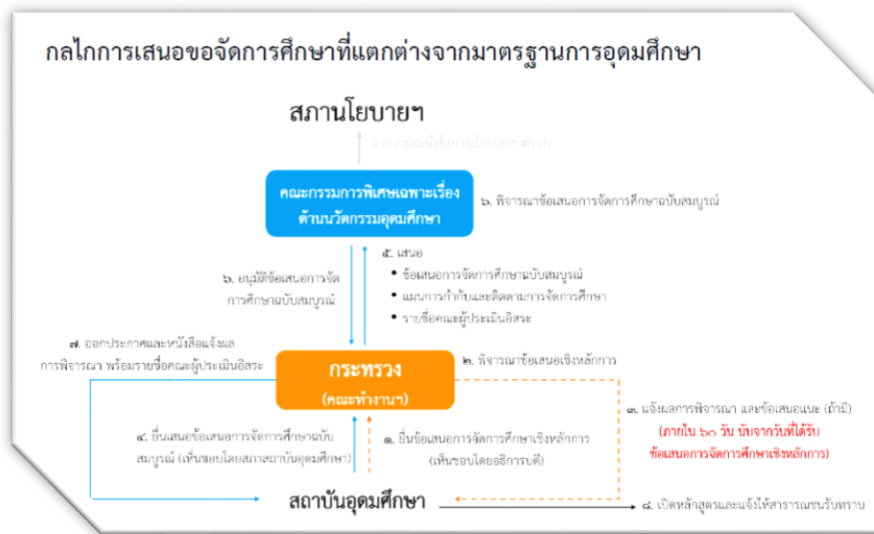 กลไกการเสนอขอจัดการศึกษาที่แตกต่างจากมาตรฐานการอุดมศึกษา
สภานโยบายฯ
คณะกรรมการพิเศษเฉพาะเรื่อง
ด้านนวัตกรรมอุดมศึกษา
๖. พิจารณาข้อเสนอการจัดการศึกษาฉบับสมบูรณ์
๕. เสนอ
• ข้อเสนอการจัดการศึกษาฉบับสมบูรณ์
• แผนการกำกับและติดตามการจัดการศึกษา
• รายชื่อคณะผู้ประเมินอิสระ
๖. อนุมัติข้อเสนอการจัด
การศึกษาฉบับสมบูรณ์
๗. ออกประกาศและหนังสือแจ้งผล
การพิจารณา พร้อมรายชื่อคณะผู้ประเมินอิสระ
กระทรวง
(คณะทำงานฯ)
๒. พิจารณาข้อเสนอเชิงหลักการ
๓. แจ้งผลการพิจารณา และข้อเสนอแนะ (ถ้ามี)
(ภายใน ๖๐ วัน นับจากวันที่ได้รับ
ข้อเสนอการจัดการศึกษาเชิงหลักการ)
๔. ยื่นเสนอข้อเสนอการจัดการศึกษาฉบับ
สมบูรณ์ (เห็นชอบโดยสภาสถาบันอุดมศึกษา)
๑. ยื่นข้อเสนอการจัดการศึกษาเชิงหลักการ
(เห็นชอบโดยอธิการบดี)
สถาบันอุดมศึกษา
๘. เปิดหลักสูตรและแจ้งให้สาธารณชนรับทราบ